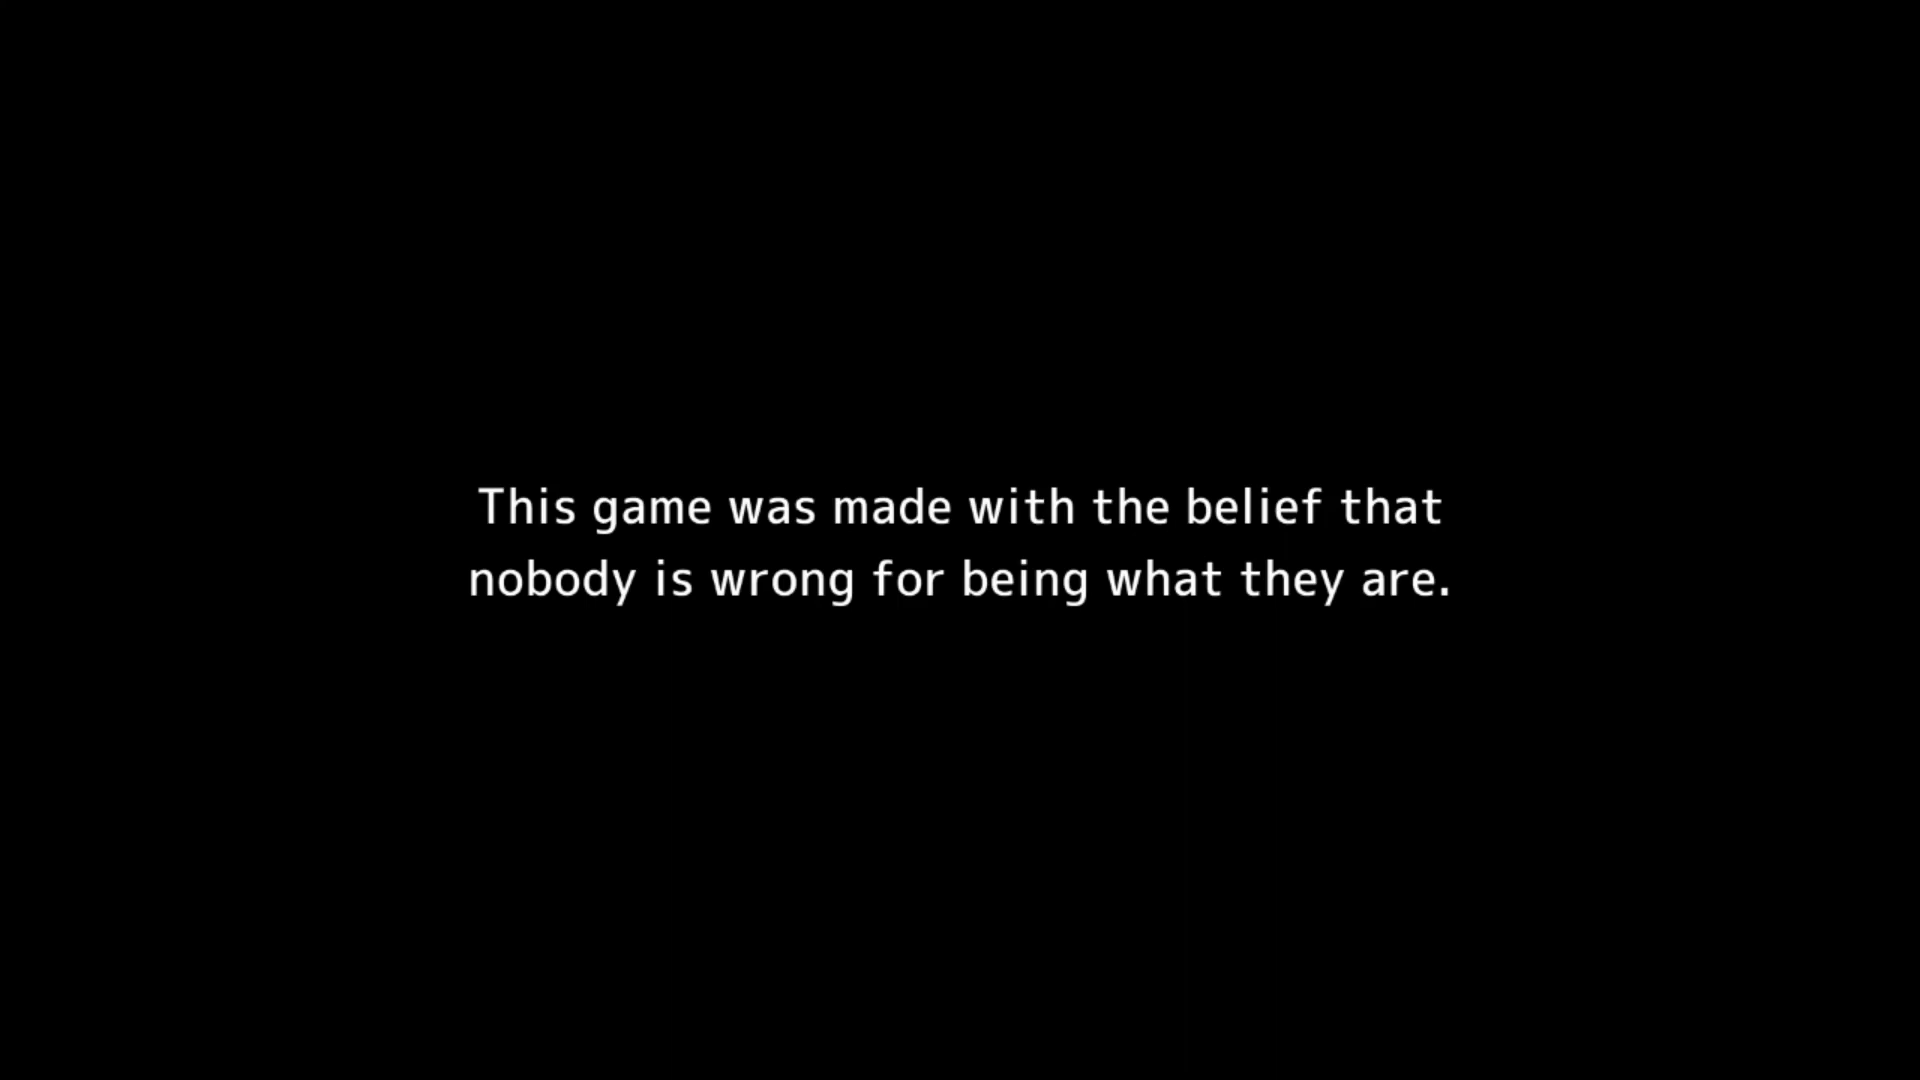 This game was made with the belief that
nobody is wrong for being what they are.